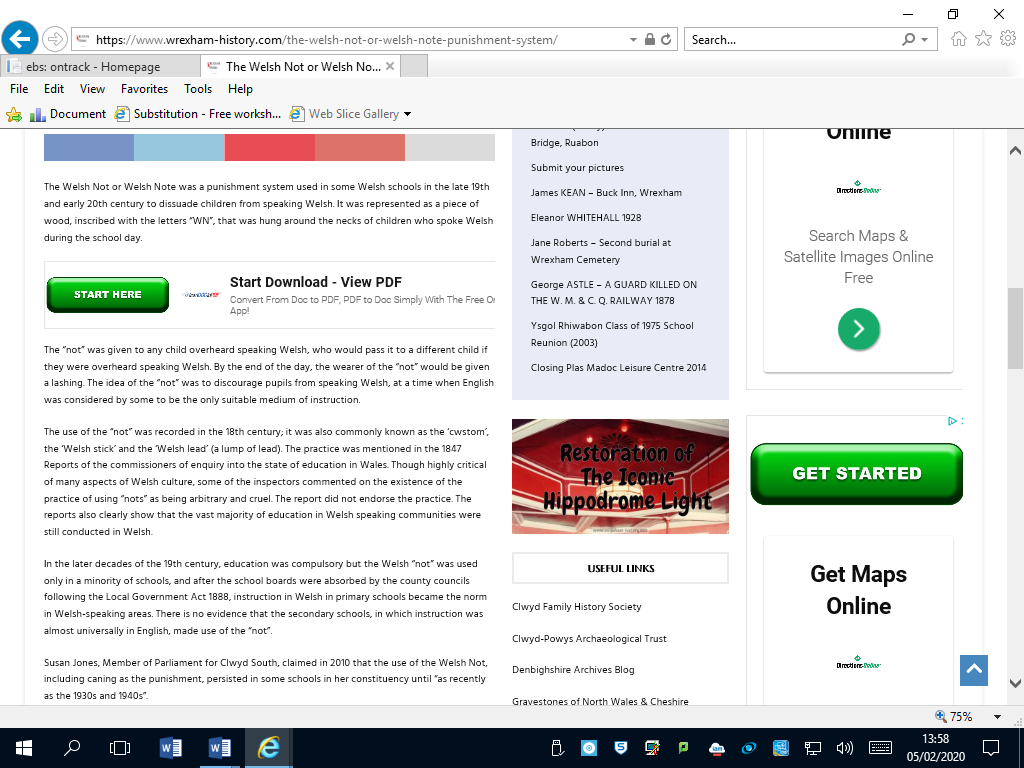 https://www.wrexham-history.com/the-welsh-not-or-welsh-note-punishment-system/
Search...
ebs: ontrack - Homepage
The Welsh Not or Welsh No...
File Edit View Favorites Tools Help
Document
Substitution - Free worksh...
Web Slice Gallery
The Welsh Not or Welsh Note was a punishment system used in some Welsh schools in the late 19th
and early 20th century to dissuade children from speaking Welsh. It was represented as a piece of
wood, inscribed with the letters “WN”, that was hung around the necks of children who spoke Welsh
during the school day.
START HERE
Start Download - View PDF
Convert From Doc to PDF, PDF to Doc Simply With The Free Or
App!
The “not” was given to any child overheard speaking Welsh, who would pass it to a different child if
they were overheard speaking Welsh. By the end of the day, the wearer of the “not” would be given
a lashing. The idea of the “not” was to discourage pupils from speaking Welsh, at a time when English
was considered by some to be the only suitable medium of instruction.
The use of the “not” was recorded in the 18th century; it was also commonly known as the ‘cwstom’,
the ‘Welsh stick’ and the ‘Welsh lead’ (a lump of lead). The practice was mentioned in the 1847
Reports of the commissioners of enquiry into the state of education in Wales. Though highly critical
of many aspects of Welsh culture, some of the inspectors commented on the existence of the
practice of using “nots” as being arbitrary and cruel. The report did not endorse the practice. The
reports also clearly show that the vast majority of education in Welsh speaking communities were
still conducted in Welsh.
In the later decades of the 19th century, education was compulsory but the Welsh “not” was used
only in a minority of schools, and after the school boards were absorbed by the county councils
following the Local Government Act 1888, instruction in Welsh in primary schools became the norm
in Welsh-speaking areas. There is no evidence that the secondary schools, in which instruction was
almost universally in English, made use of the “not”.
Susan Jones, Member of Parliament for Clwyd South, claimed in 2010 that the use of the Welsh Not,
including caning as the punishment, persisted in some schools in her constituency until “as recently
as the 1930s and 1940s”.
Bridge, Ruabon
Submit your pictures
James KEAN – Buck Inn, Wrexham
Eleanor WHITEHALL 1928
Jane Roberts – Second burial at
Wrexham Cemetery
George ASTLE – A GUARD KILLED ON
THE W. M. & C. Q. RAILWAY 1878
Ysgol Rhiwabon Class of 1975 School
Reunion (2003)
Closing Plas Madoc Leisure Centre 2014
Restoration of
The Iconic
Hippodrome Light
USEFUL LINKS
Clwyd Family History Society
Clwyd-Powys Archaeological Trust
Denbighshire Archives Blog
Gravestones of North Wales & Cheshire
Online
DirectionsOnline
Search Maps &
Satellite Images Online
Free
GET STARTED
Get Maps
Online
DirectionsOnline
75%
13:58
05/02/2020